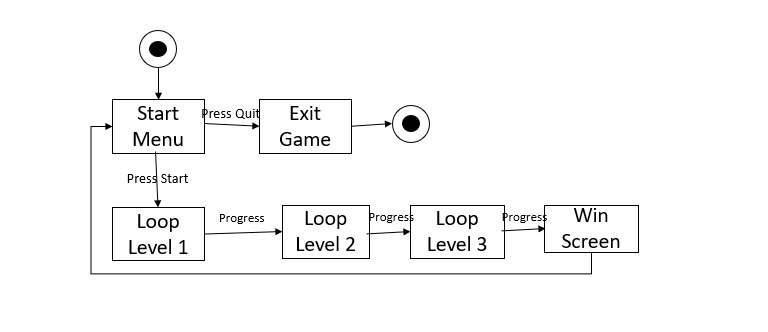 Start
Menu
Press Quit
Exit
Game
Press Start
Loop
Level 1
Progress
Loop
Level 2
Progress
Loop
Level 3
Progress
Win
Screen